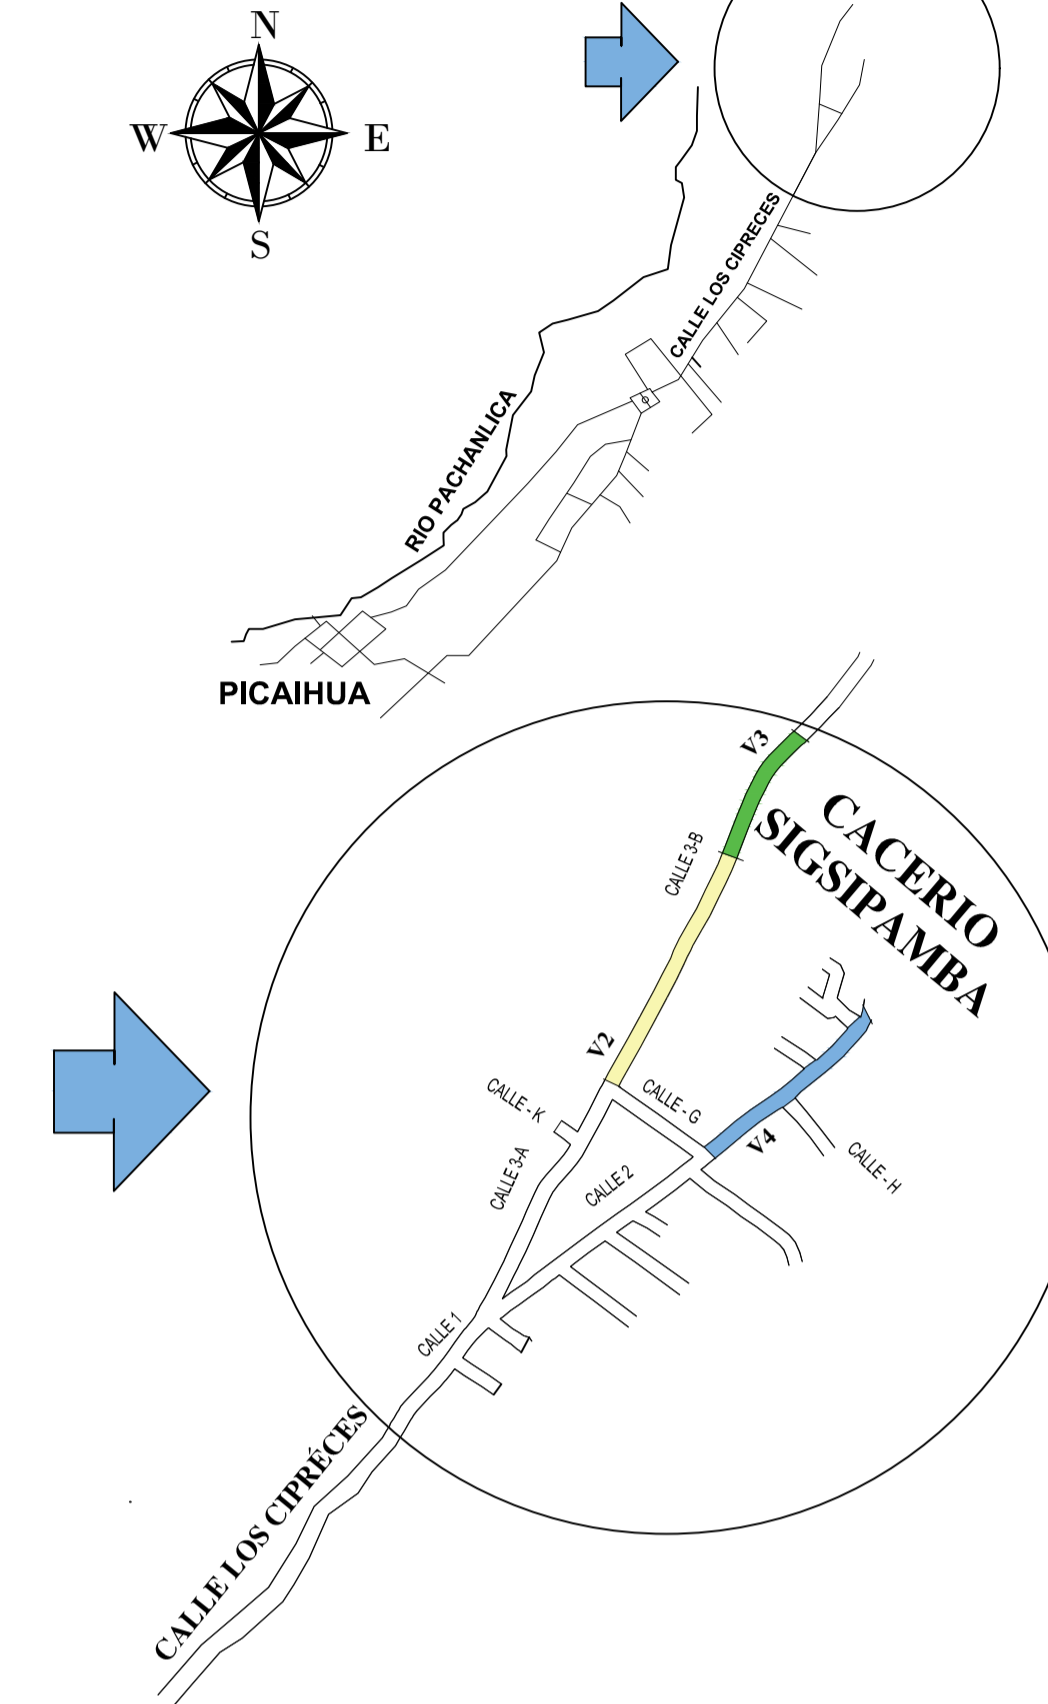 N
W
E
S
CALLE LOS CIPRECES
RIO PACHANLICA
PICAIHUA
V3
CACERIO
SIGSIPAMBA
CALLE 3-B
V2
CALLE - K
CALLE - G
V4
CALLE - H
CALLE 3-A
CALLE 2
CALLE 1
CALLE LOS CIPRÉCES